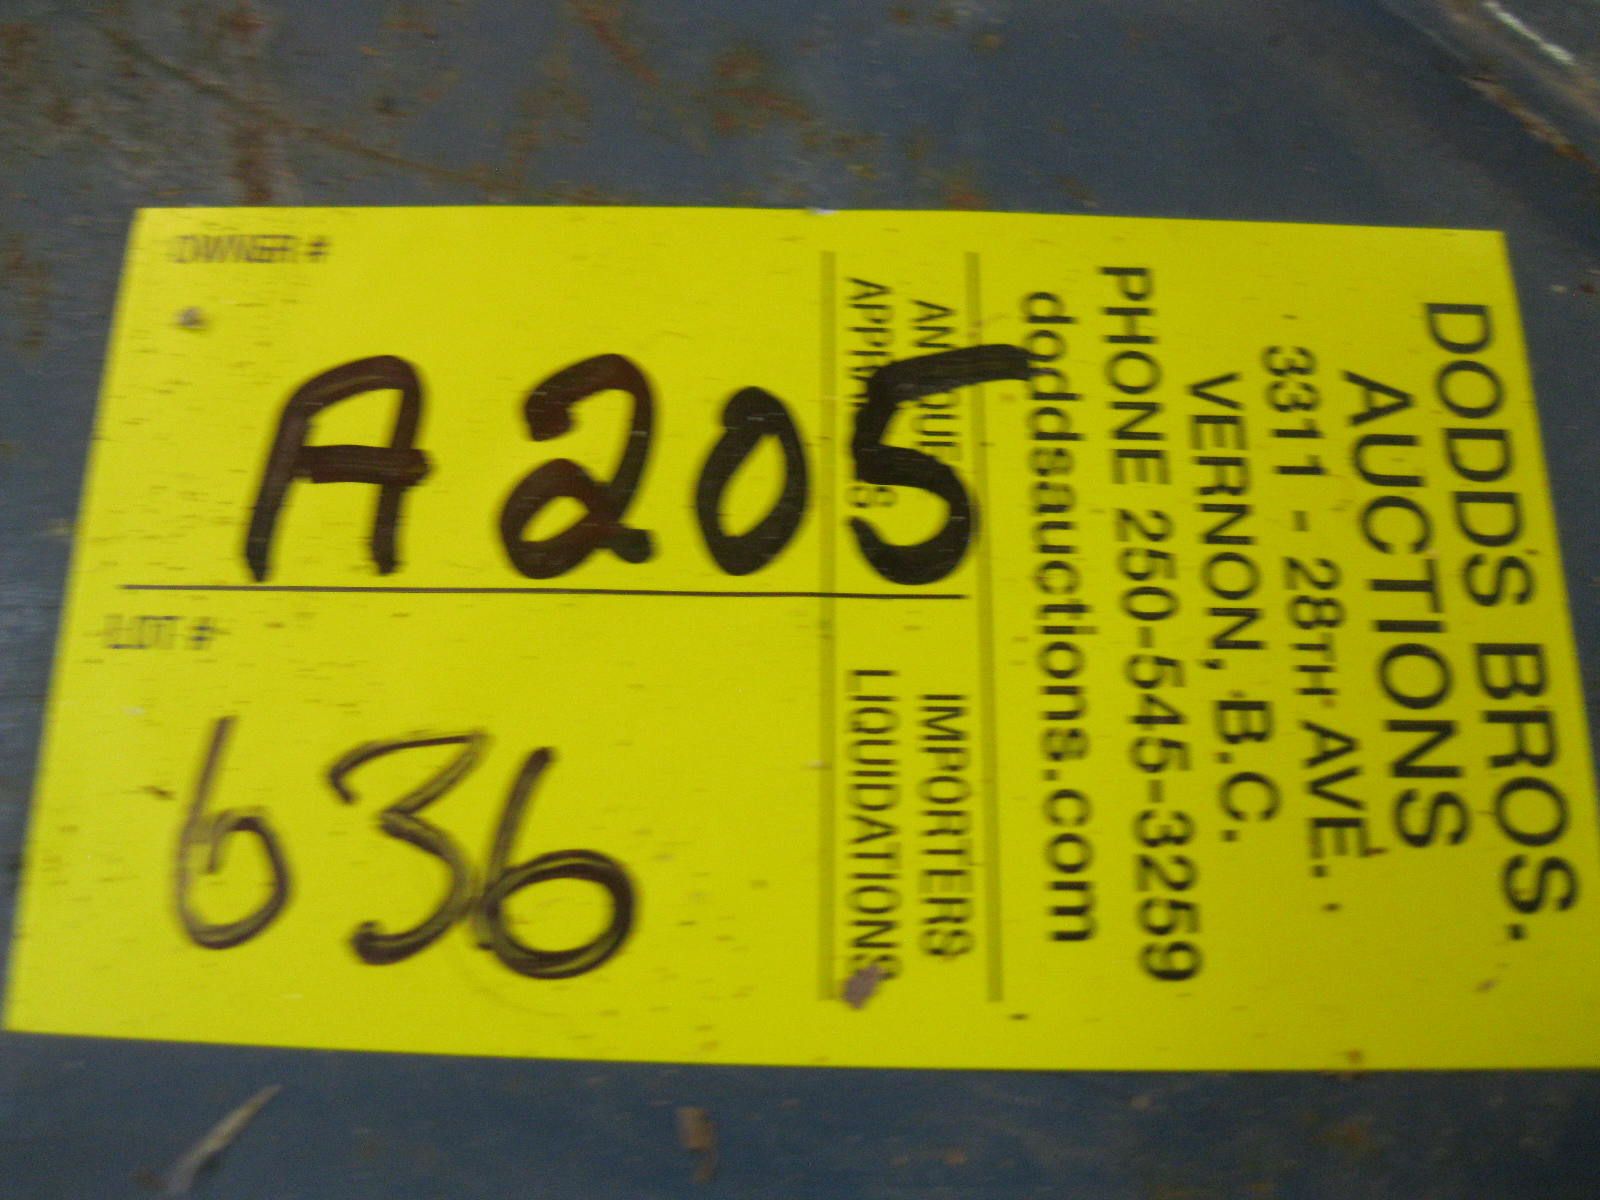 OWNER #
A205
LOT #
636
DODD'S BROS.
AUCTIONS
3311 - 28TH AVE.
VERNON, B.C.
PHONE 250-545-3259
doddsauctions.com
ANTIQUES IMPORTERS
APPRAISALS LIQUIDATIONS